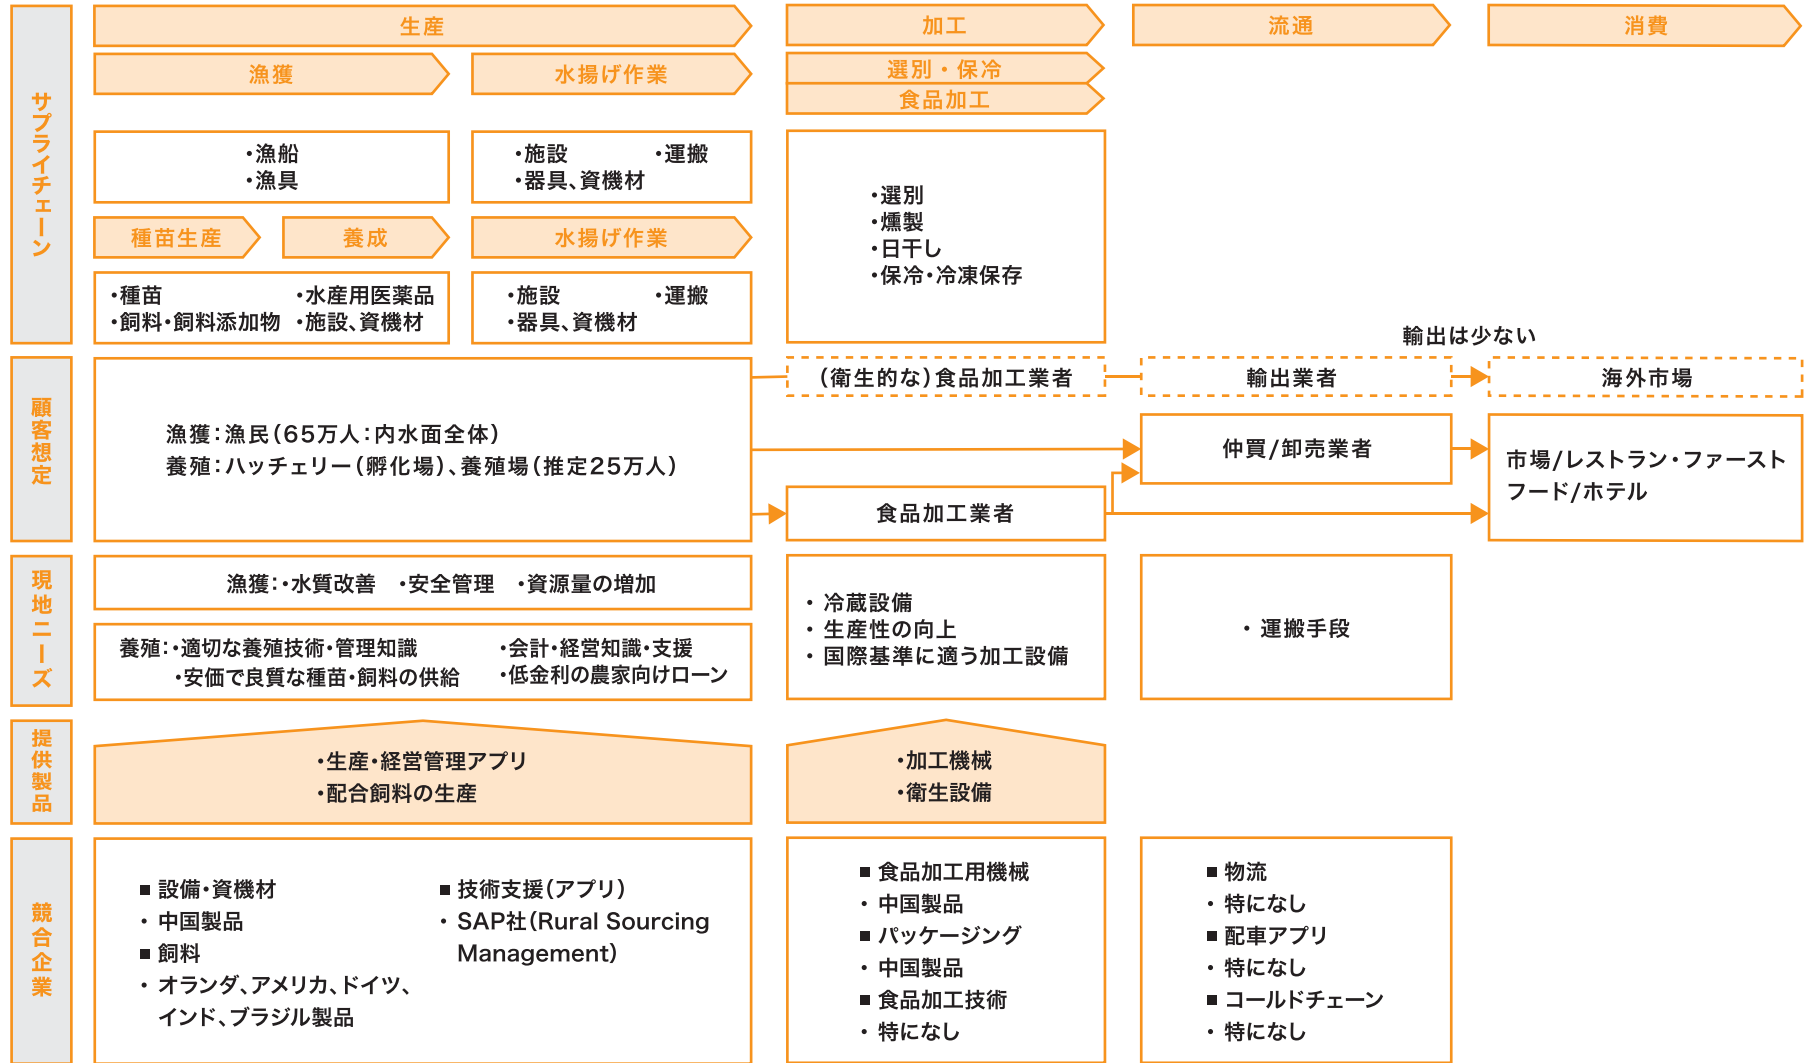 サプライチェーン
生産
加工
流通
消費
漁獲
水揚げ作業
選別・保冷
食品加工
・漁船
・漁具
・施設 ・運搬
・器具、資機材
・選別
・燻製
・日干し
・保冷・冷凍保存
種苗生産
養成
水揚げ作業
・種苗 ・水産用医薬品
・飼料・飼料添加物 ・施設、資機材
・施設 ・運搬
・器具、資機材
顧客想定
輸出は少ない
漁獲：漁民（65万人：内水面全体）
養殖：ハッチェリー（孵化場）、養殖場（推定25万人）
（衛生的な）食品加工業者
輸出業者
海外市場
仲買/卸売業者
食品加工業者
市場/レストラン・ファースト
フード/ホテル
現地ニーズ
漁獲：・水質改善 ・安全管理 ・資源量の増加
養殖：・適切な養殖技術・管理知識 ・会計・経営知識・支援
・安価で良質な種苗・飼料の供給 ・低金利の農家向けローン
・ 冷蔵設備
・ 生産性の向上
・ 国際基準に適う加工設備
・ 運搬手段
提供製品
・生産・経営管理アプリ
・配合飼料の生産
・加工機械
・衛生設備
競合企業
■ 設備・資機材
・ 中国製品
■ 飼料
・ オランダ、アメリカ、ドイツ、
インド、ブラジル製品
■ 技術支援（アプリ）
・ SAP社（Rural Sourcing
Management）
■ 食品加工用機械
・ 中国製品
■ パッケージング
・ 中国製品
■ 食品加工技術
・ 特になし
■ 物流
・ 特になし
■ 配車アプリ
・ 特になし
■ コールドチェーン
・ 特になし